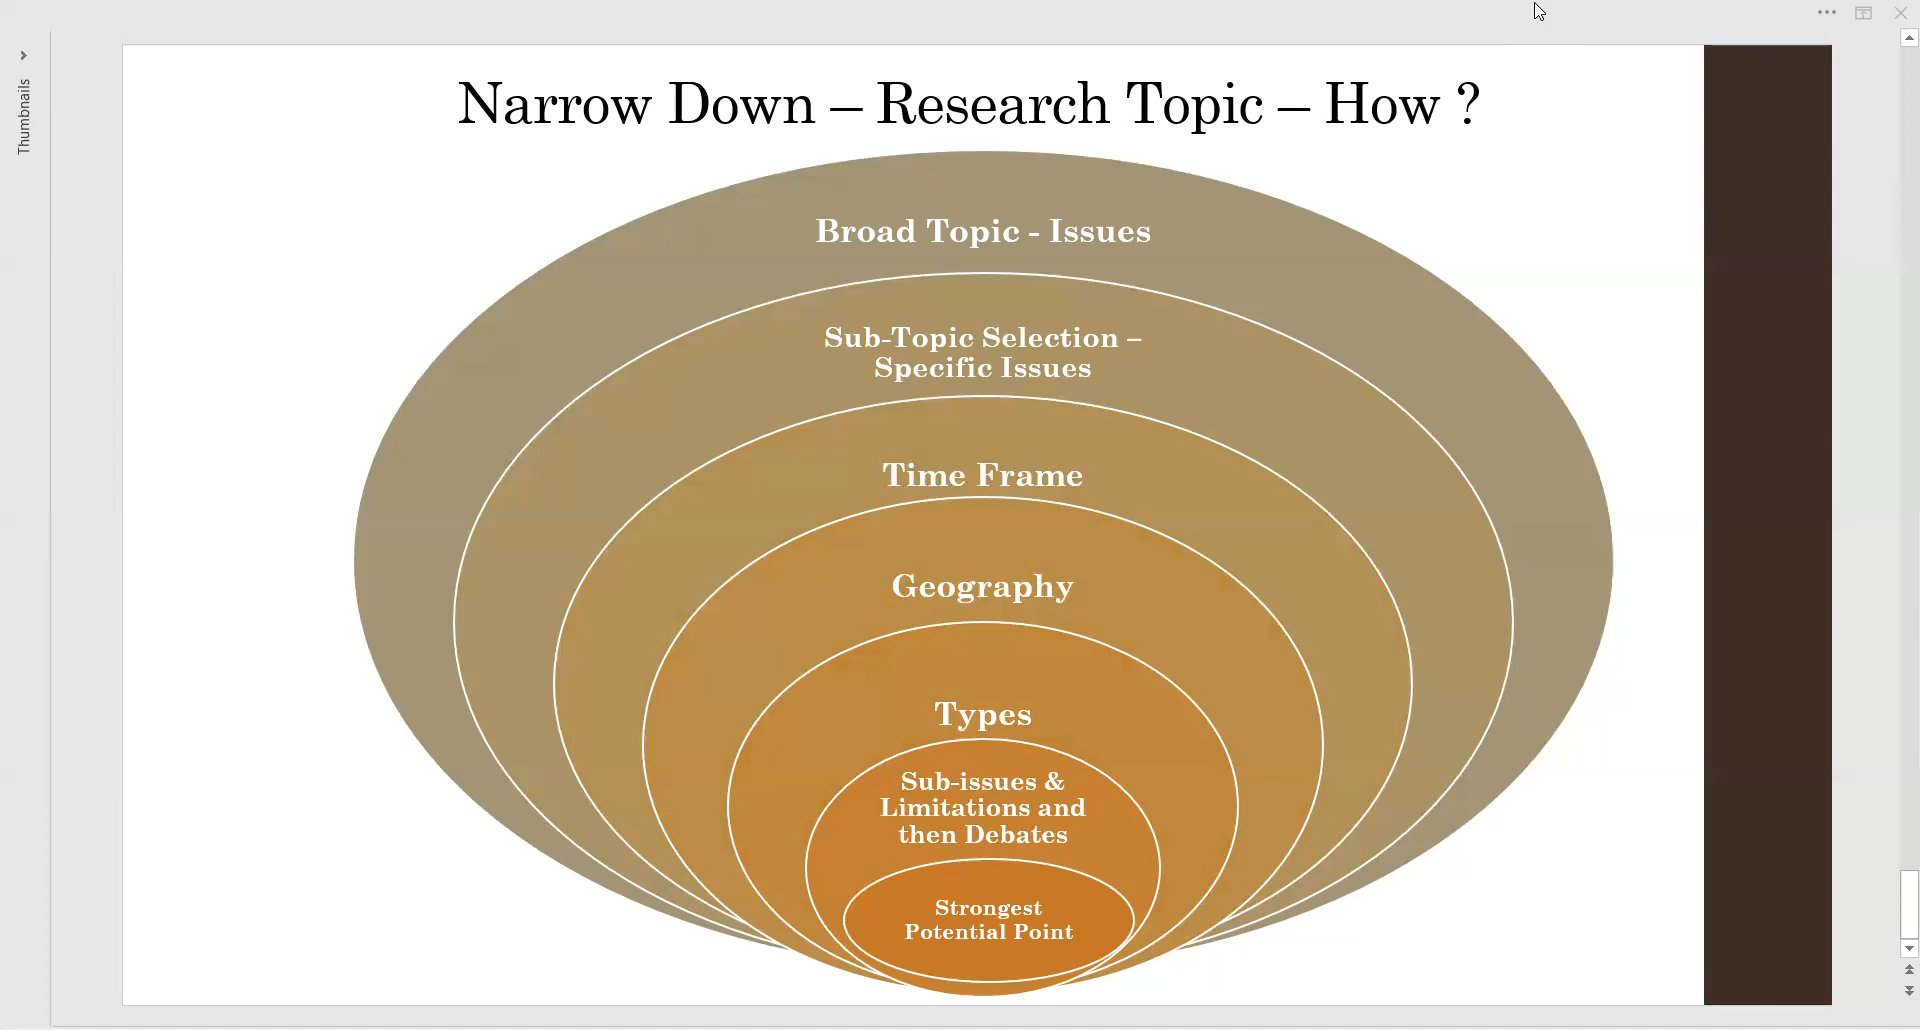 Thumbnails
Narrow Down – Research Topic – How ?
Broad Topic - Issues
Sub-Topic Selection –
Specific Issues
Time Frame
Geography
Types
Sub-issues &
Limitations and
then Debates
Strongest
Potential Point